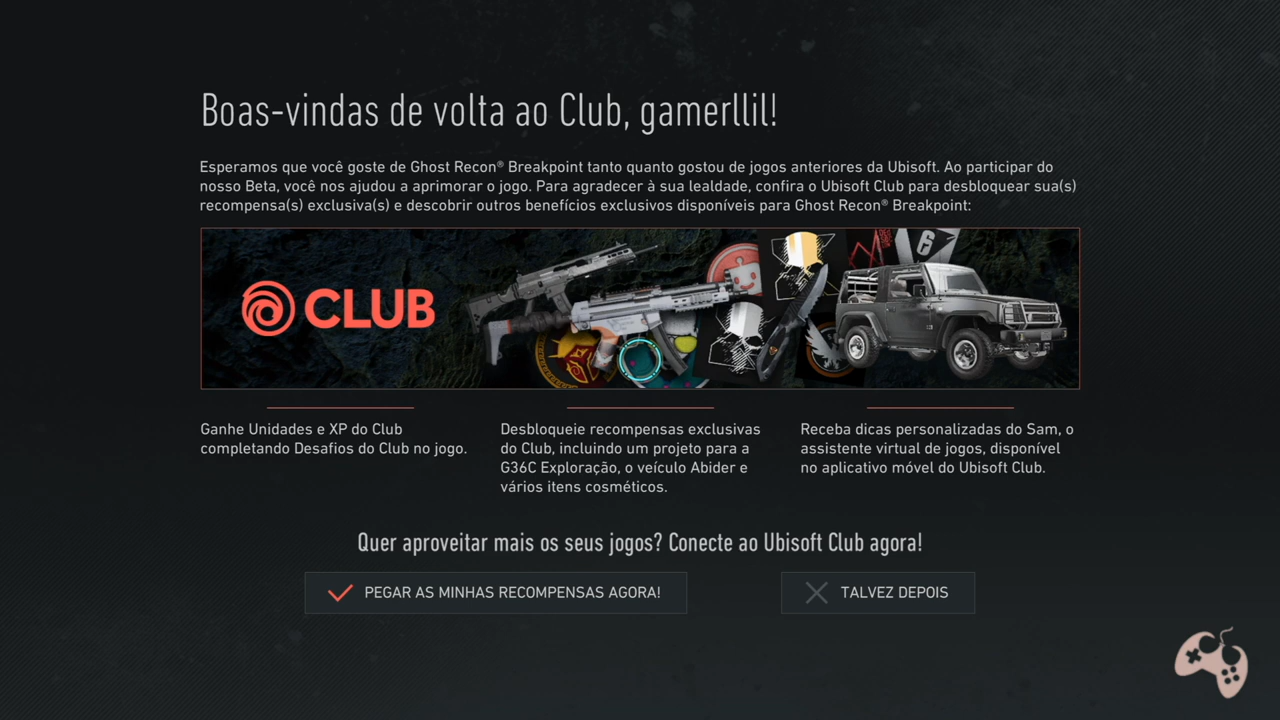 Boas-vindas de volta ao Club, gamerllil!
Esperamos que você goste de Ghost Recon® Breakpoint tanto quanto gostou de jogos anteriores da Ubisoft. Ao participar do
nosso Beta, você nos ajudou a aprimorar o jogo. Para agradecer à sua lealdade, confira o Ubisoft Club para desbloquear sua(s)
recompensa(s) exclusiva(s) e descobrir outros benefícios exclusivos disponíveis para Ghost Recon® Breakpoint:
CLUB
6
Ganhe Unidades e XP do Club
completando Desafios do Club no jogo.
Desbloqueie recompensas exclusivas
do Club, incluindo um projeto para a
G36C Exploração, o veículo Abider e
vários itens cosméticos.
Receba dicas personalizadas do Sam, o
assistente virtual de jogos, disponível
no aplicativo móvel do Ubisoft Club.
Quer aproveitar mais os seus jogos? Conecte ao Ubisoft Club agora!
PEGAR AS MINHAS RECOMPENSAS AGORA!
TALVEZ DEPOIS